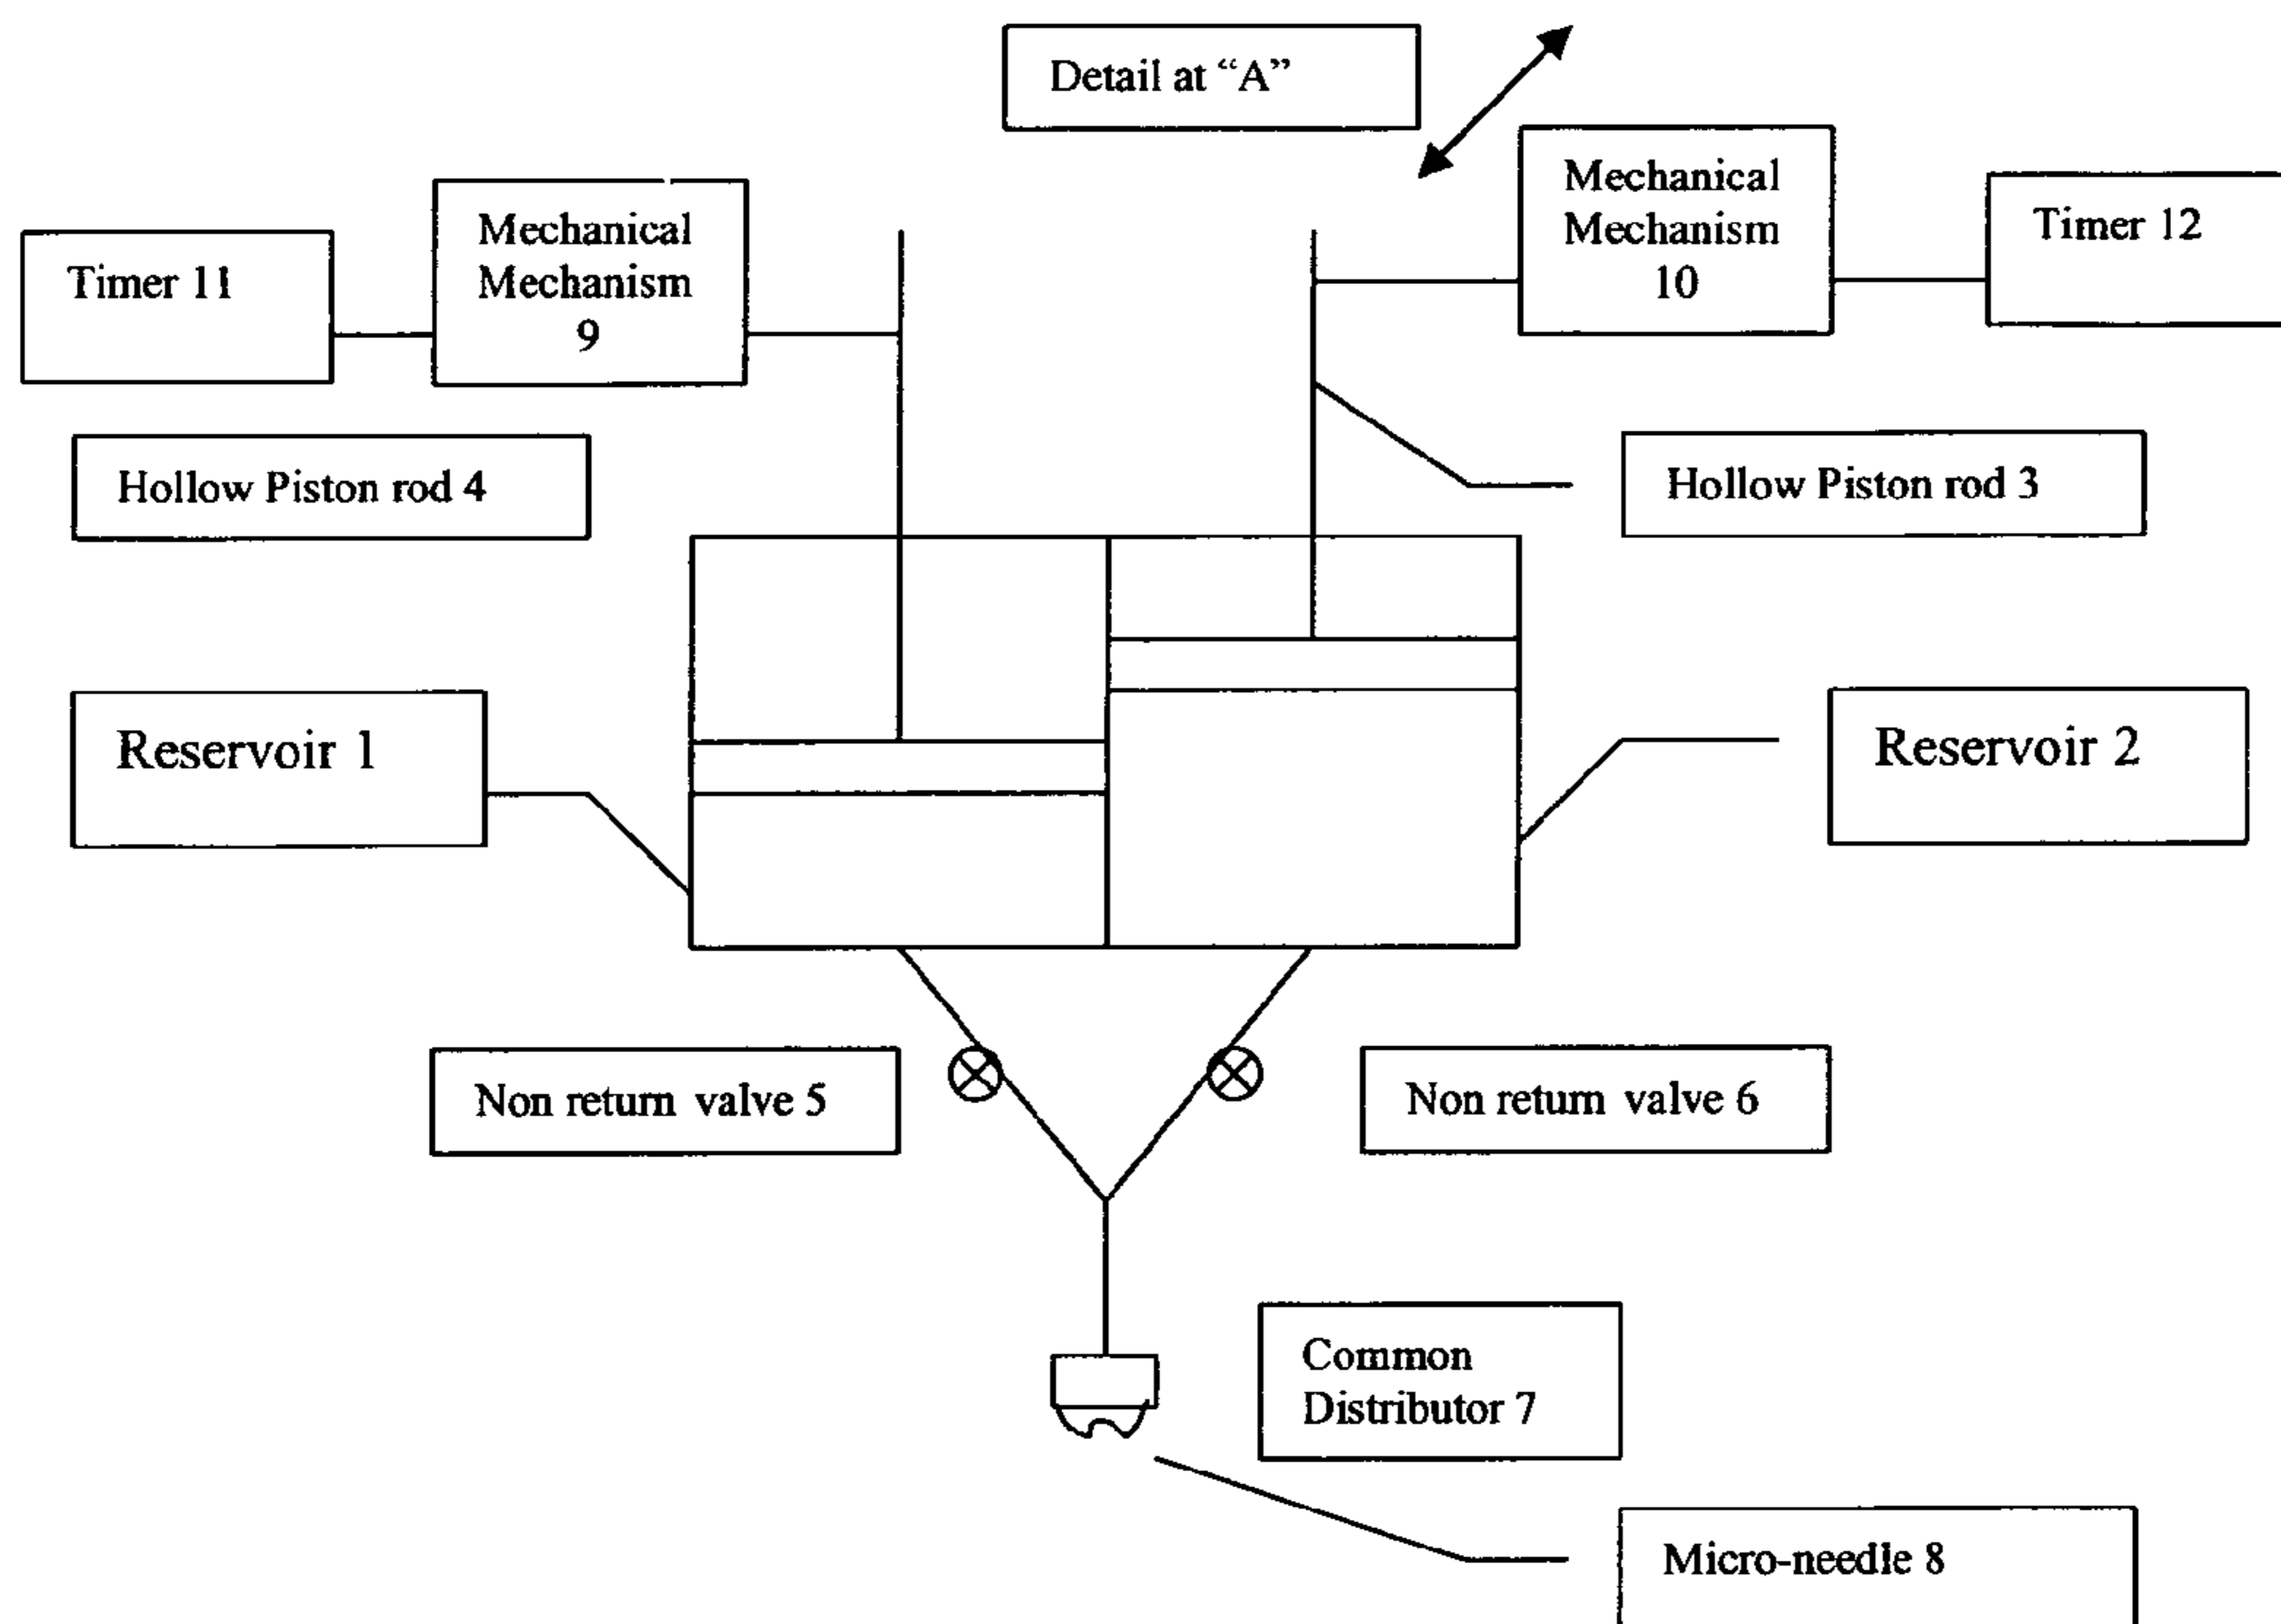 Detail at “A”
Mechanical
Mechanism
10
Timer 12
Mechanical
Mechanism
9
Timer 11
Hollow Piston rod 4
Hollow Piston rod 3
Reservoir 1
Reservoir 2
Non return valve 5
Non return valve 6
Common
Distributor 7
Micro-needle 8